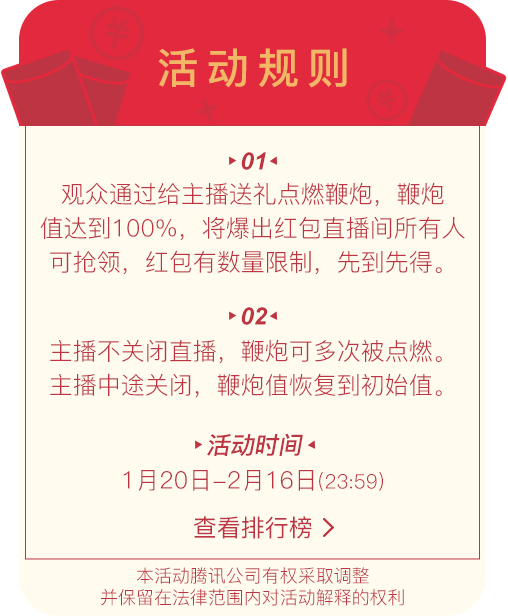 活动规则
01
观众通过给主播送礼点燃鞭炮，鞭炮
值达到100%，将爆出红包直播间所有人
可抢领，红包有数量限制，先到先得。
02
主播不关闭直播，鞭炮可多次被点燃。
主播中途关闭，鞭炮值恢复到初始值。
活动时间
1月20日-2月16日(23:59)
查看排行榜
本活动腾讯公司有权采取调整
并保留在法律范围内对活动解释的权利